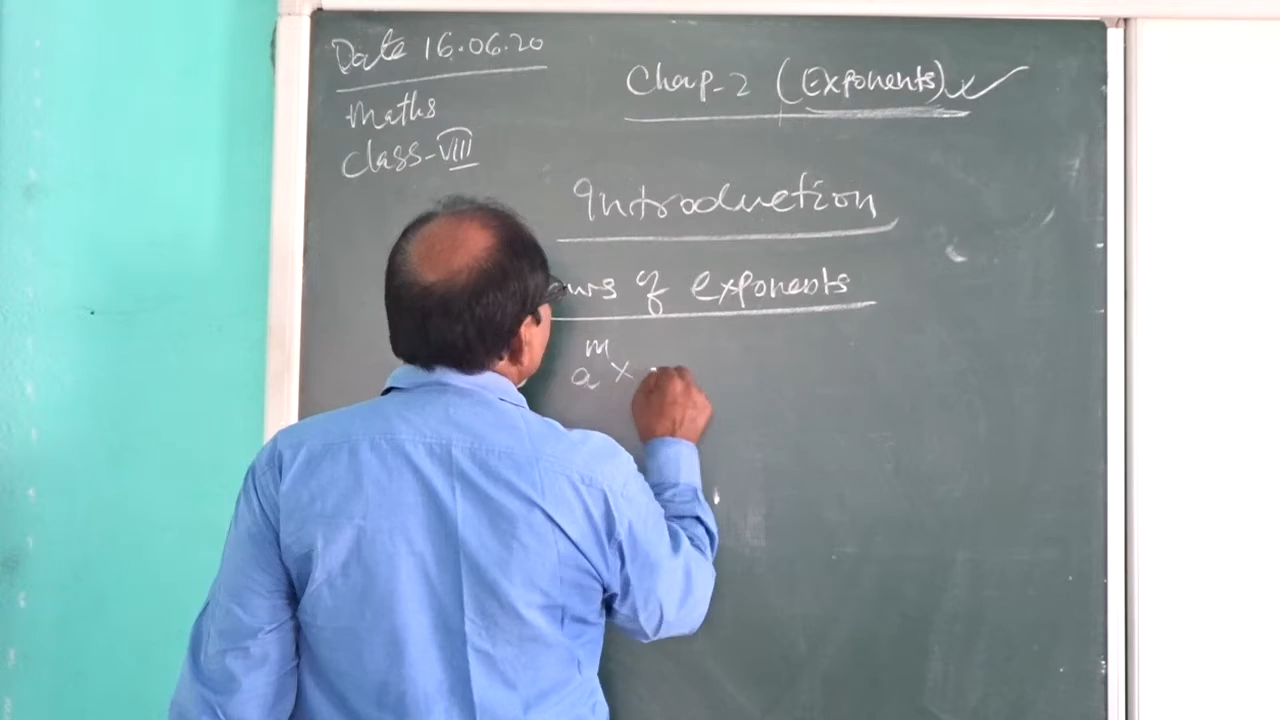 Date 16.06.20
Maths
Class-VIII
Chap-2 (Exponents)
Introduction
of exponents
a^m ×